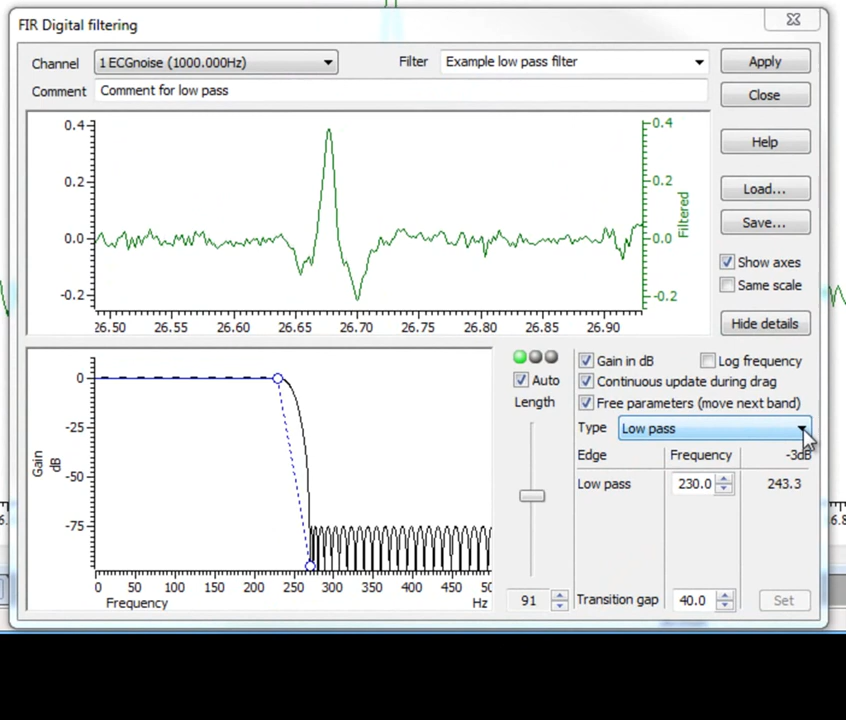 FIR Digital filtering
Channel 1 ECGnoise (1000.000Hz) Filter Example low pass filter Apply
Comment Comment for low pass Close
Help
Load...
Save...
Show axes
Same scale
Hide details
0.4
0.2
0.0
-0.2
0.4
0.2
0.0
-0.2
Filtered
26.50 26.55 26.60 26.65 26.70 26.75 26.80 26.85 26.90
0
-25
-50
-75
Gain
dB
0 50 100 150 200 250 300 350 400 450 50
Frequency Hz
Auto
Length
91
Gain in dB Log frequency
Continuous update during drag
Free parameters (move next band)
Type Low pass
Edge Frequency -3dB
Low pass 230.0 243.3
Transition gap 40.0 Set
6.
6.8